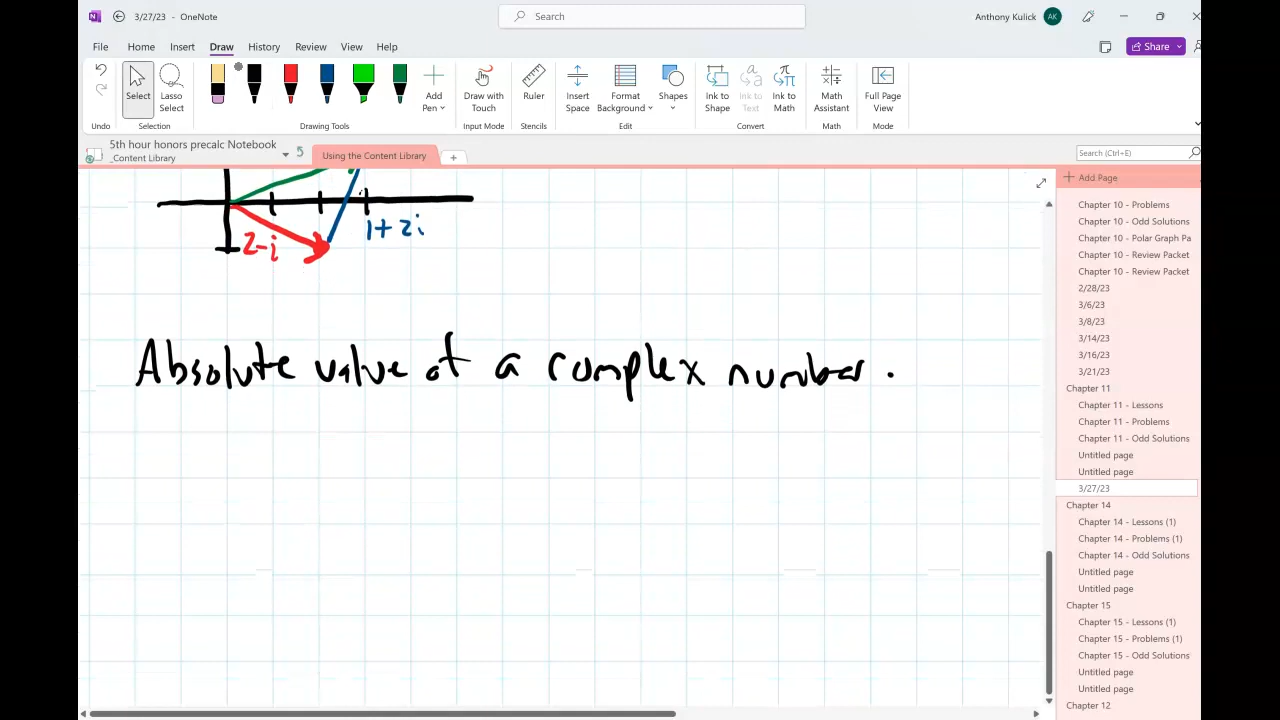 3/27/23 - OneNote
Search
Anthony Kulick
AK
File Home Insert Draw History Review View Help
Share
Select
Lasso Select
Add Pen
Draw with Touch
Ruler
Insert Space
Format Background
Shapes
Ink to Shape
Ink to Text
Ink to Math
Math Assistant
Full Page View
Undo Selection Drawing Tools Input Mode Stencils Edit Convert Math Mode
5th hour honors precalc Notebook
_Content Library
Using the Content Library
Search (Ctrl+E)
Add Page
Chapter 10 - Problems
Chapter 10 - Odd Solutions
Chapter 10 - Polar Graph Pa
Chapter 10 - Review Packet
Chapter 10 - Review Packet
2/28/23
3/6/23
3/8/23
3/14/23
3/16/23
3/21/23
Chapter 11
Chapter 11 - Lessons
Chapter 11 - Problems
Chapter 11 - Odd Solutions
Untitled page
Untitled page
3/27/23
Chapter 14
Chapter 14 - Lessons (1)
Chapter 14 - Problems (1)
Chapter 14 - Odd Solutions
Untitled page
Untitled page
Chapter 15
Chapter 15 - Lessons (1)
Chapter 15 - Problems (1)
Chapter 15 - Odd Solutions
Untitled page
Untitled page
Chapter 12
1+2i
2-i
Absolute value of a complex number.